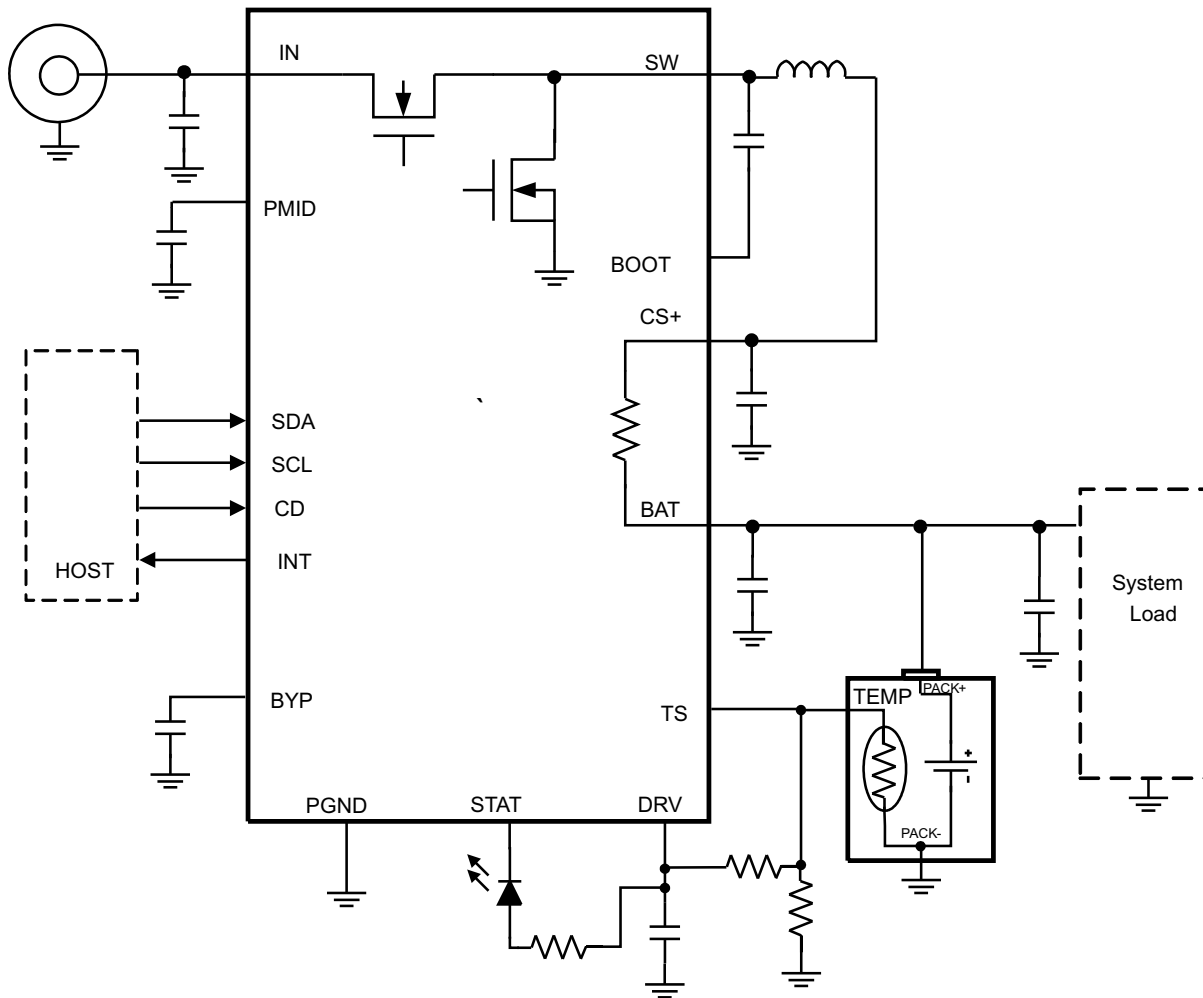 IN
SW
PMID
BOOT
CS+
SDA
SCL
CD
BAT
INT
HOST
System
Load
BYP
TS
TEMP
PACK+
+
-
PACK-
PGND
STAT
DRV
`